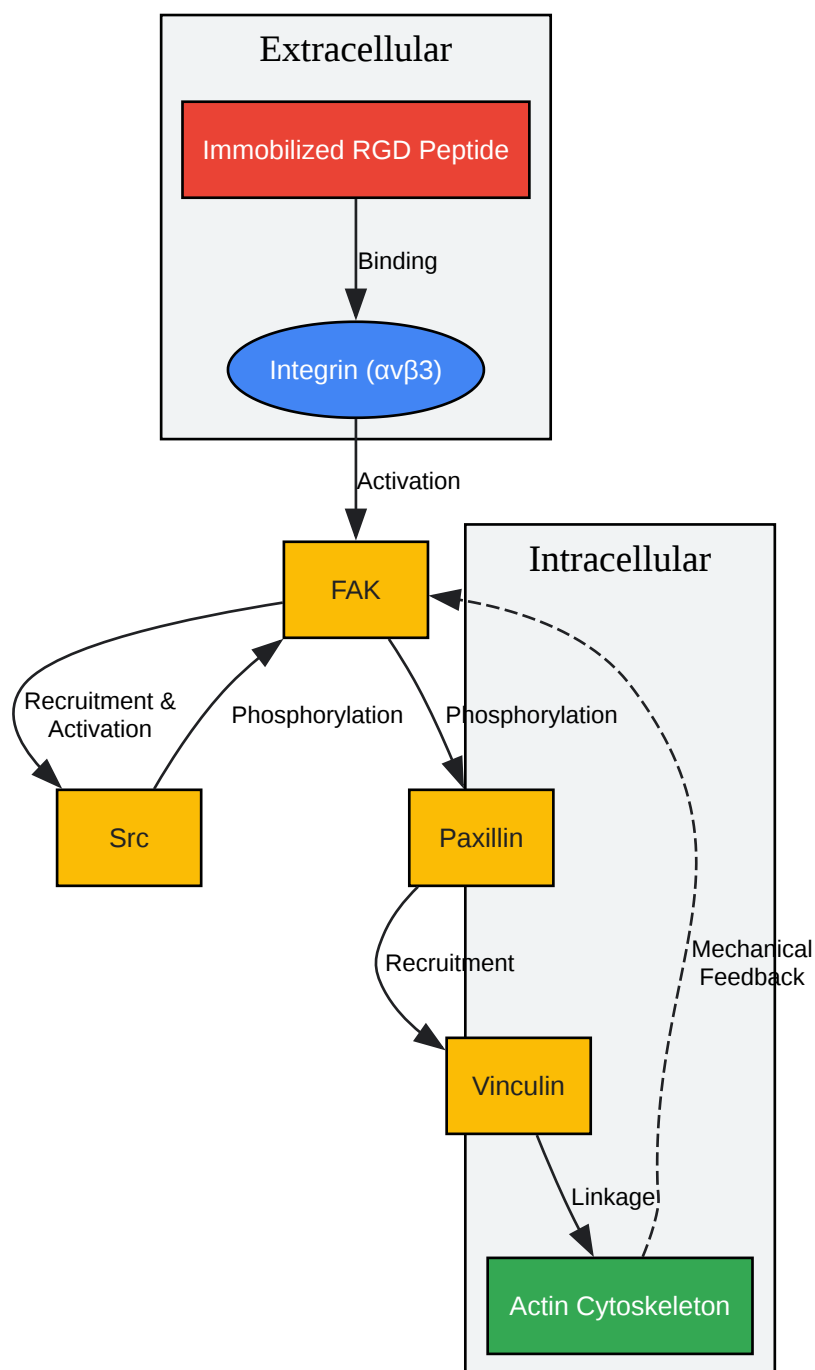 Extracellular
Immobilized RGD Peptide
Binding
Integrin (αvβ3)
Activation
Intracellular
FAK
Recruitment &
Activation
Phosphorylation
Phosphorylation
Src
Paxillin
Mechanical
Feedback
Recruitment
Vinculin
Linkage
Actin Cytoskeleton